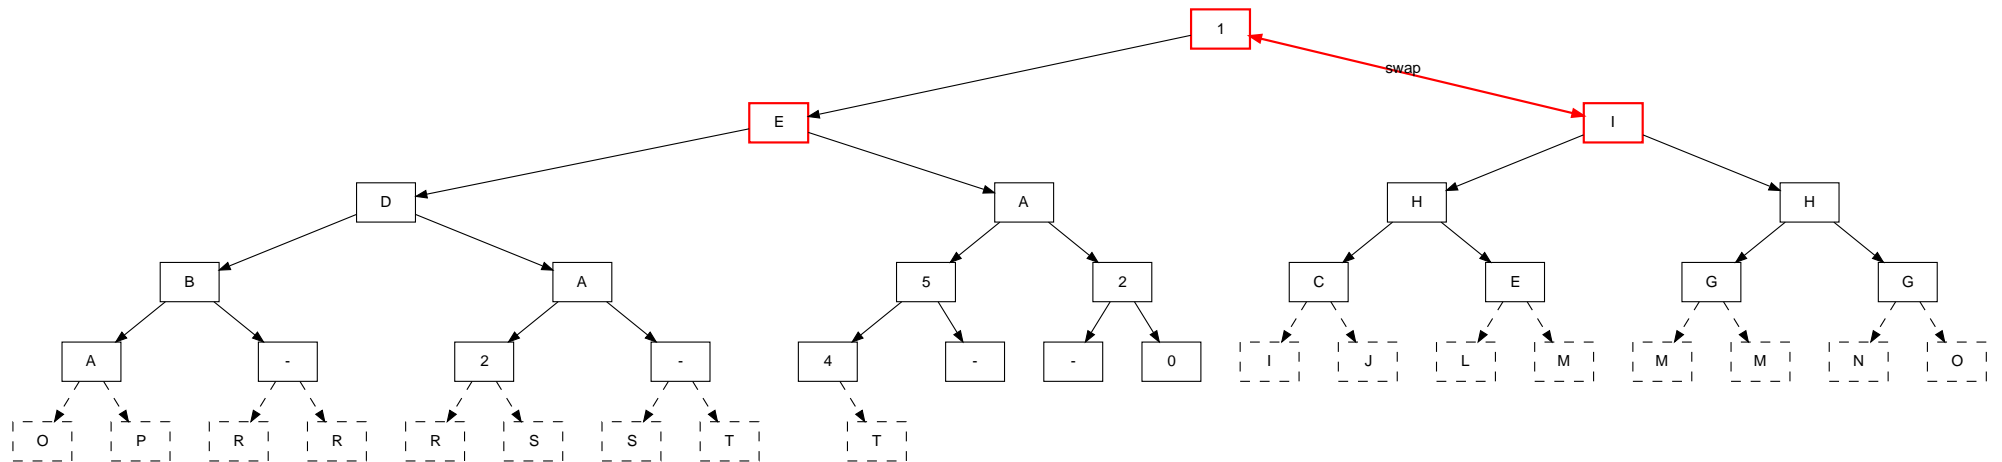 1
swap
E I
D A H H
B A 5 2 C E G G
A - 2 - 4 - - 0 I J L M M M N O
O P R R R S S T T